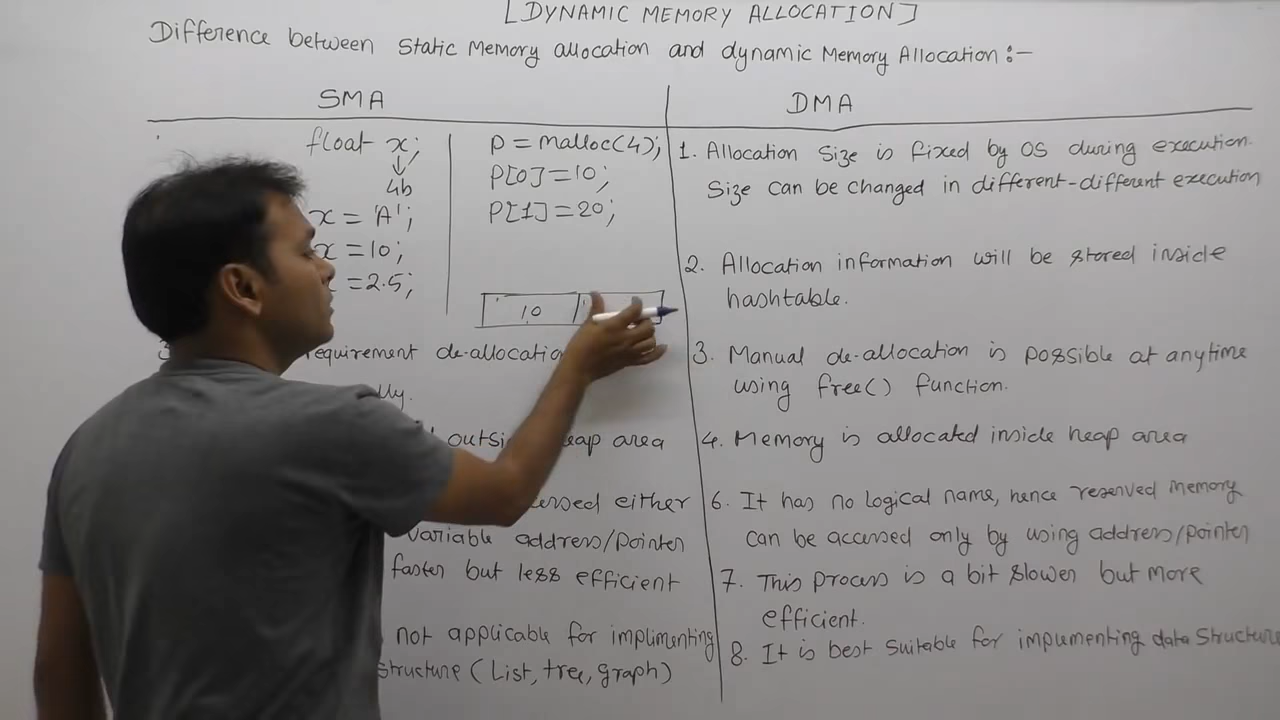 [DYNAMIC MEMORY ALLOCATION]
Difference between Static Memory allocation and dynamic Memory Allocation :-
SMA
float x;
4b
x = 'A';
x = 10;
= 2.5;
P = malloc(4);
P[0] = 10;
P[1] = 20;
10
requirement de-allocation
outside heap area
either
variable address/pointer
faster but less efficient
not applicable for implimenting
structure (List, tree, graph)
DMA
1. Allocation Size is fixed by OS during execution.
Size can be changed in different-different execution
2. Allocation information will be stored inside
hashtable.
3. Manual de-allocation is possible at anytime
using free() function.
4. Memory is allocated inside heap area
6. It has no logical name, hence reserved memory
can be accessed only by using address/pointer
7. This process is a bit slower but more
efficient.
8. It is best suitable for implementing data structure